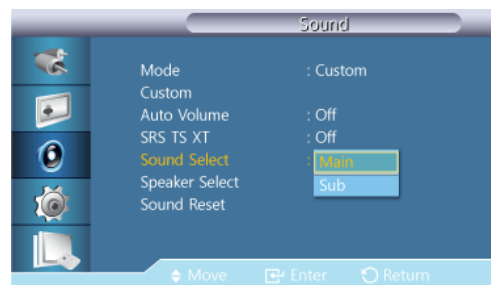 Sound
Mode : Custom
Custom
Auto Volume : Off
SRS TS XT : Off
Sound Select : Main
Sub
Speaker Select
Sound Reset
Move Enter Return